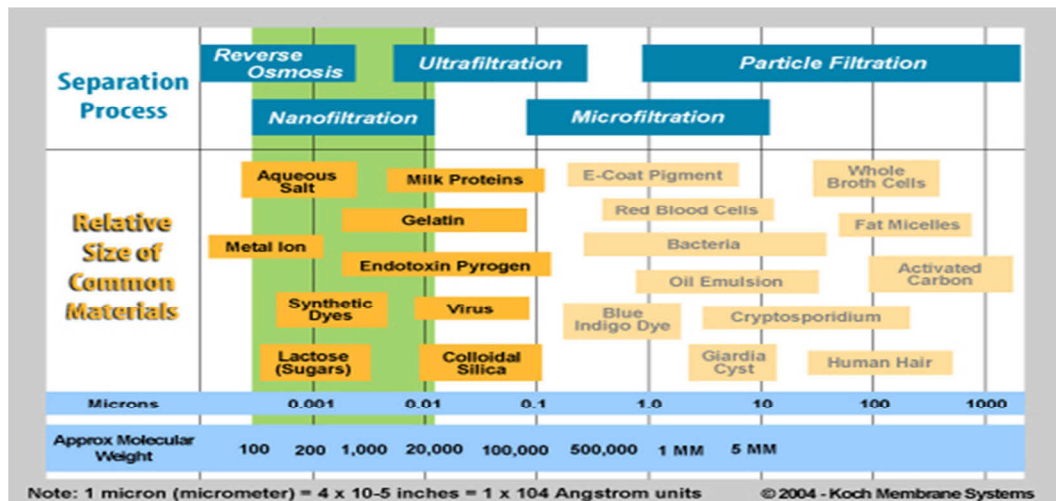 Separation
Process
Reverse
Osmosis
Ultrafiltration
Particle Filtration
Nanofiltration
Microfiltration
Relative
Size of
Common
Materials
Aqueous
Salt
Milk Proteins
E-Coat Pigment
Whole
Broth Cells
Gelatin
Red Blood Cells
Fat Micelles
Metal Ion
Bacteria
Endotoxin Pyrogen
Oil Emulsion
Activated
Carbon
Synthetic
Dyes
Virus
Blue
Indigo Dye
Cryptosporidium
Lactose
(Sugars)
Colloidal
Silica
Giardia
Cyst
Human Hair
Microns 0.001 0.01 0.1 1.0 10 100 1000
Approx Molecular
Weight
100 200 1,000 20,000 100,000 500,000 1 MM 5 MM
Note: 1 micron (micrometer) = 4 x 10-5 inches = 1 x 104 Angstrom units © 2004 - Koch Membrane Systems